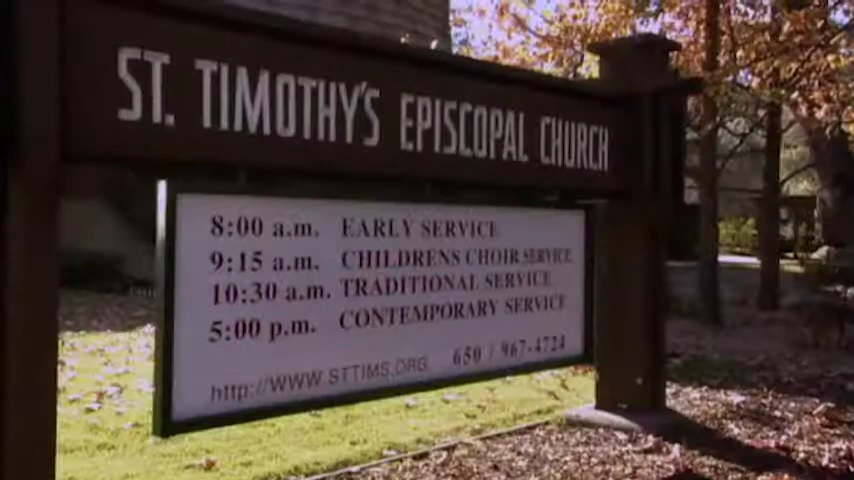 ST. TIMOTHY'S EPISCOPAL CHURCH
8:00 a.m. EARLY SERVICE
9:15 a.m. CHILDRENS CHOIR SERVICE
10:30 a.m. TRADITIONAL SERVICE
5:00 p.m. CONTEMPORARY SERVICE
http://WWW.STTIMS.ORG 650 / 967-4724